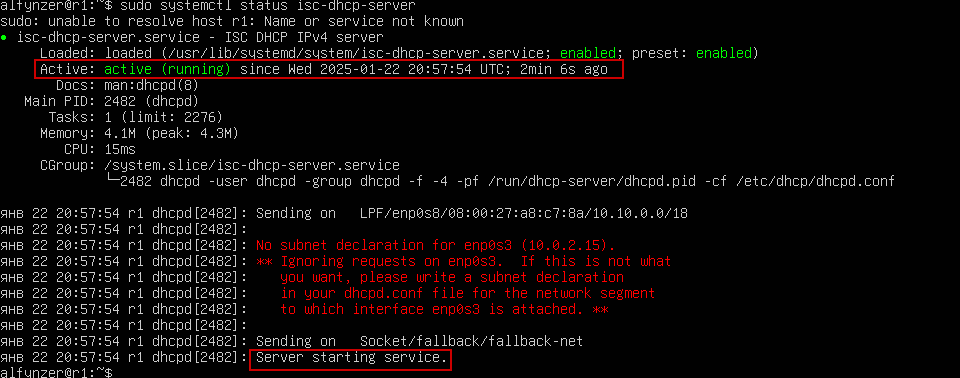 alfynzer@r1:~$ sudo systemctl status isc-dhcp-server
sudo: unable to resolve host r1: Name or service not known
● isc-dhcp-server.service - ISC DHCP IPv4 server
Loaded: loaded (/usr/lib/systemd/system/isc-dhcp-server.service; enabled; preset: enabled)
Active: active (running) since Wed 2025-01-22 20:57:54 UTC; 2min 6s ago
Docs: man:dhcpd(8)
Main PID: 2482 (dhcpd)
Tasks: 1 (limit: 2276)
Memory: 4.1M (peak: 4.3M)
CPU: 15ms
CGroup: /system.slice/isc-dhcp-server.service
└─2482 dhcpd -user dhcpd -group dhcpd -f -4 -pf /run/dhcp-server/dhcpd.pid -cf /etc/dhcp/dhcpd.conf
янв 22 20:57:54 r1 dhcpd[2482]: Sending on   LPF/enp0s8/08:00:27:a8:c7:8a/10.10.0.0/18
янв 22 20:57:54 r1 dhcpd[2482]:
янв 22 20:57:54 r1 dhcpd[2482]: No subnet declaration for enp0s3 (10.0.2.15).
янв 22 20:57:54 r1 dhcpd[2482]: ** Ignoring requests on enp0s3.  If this is not what
янв 22 20:57:54 r1 dhcpd[2482]:    you want, please write a subnet declaration
янв 22 20:57:54 r1 dhcpd[2482]:    in your dhcpd.conf file for the network segment
янв 22 20:57:54 r1 dhcpd[2482]:    to which interface enp0s3 is attached. **
янв 22 20:57:54 r1 dhcpd[2482]:
янв 22 20:57:54 r1 dhcpd[2482]: Sending on   Socket/fallback/fallback-net
янв 22 20:57:54 r1 dhcpd[2482]: Server starting service.
alfynzer@r1:~$